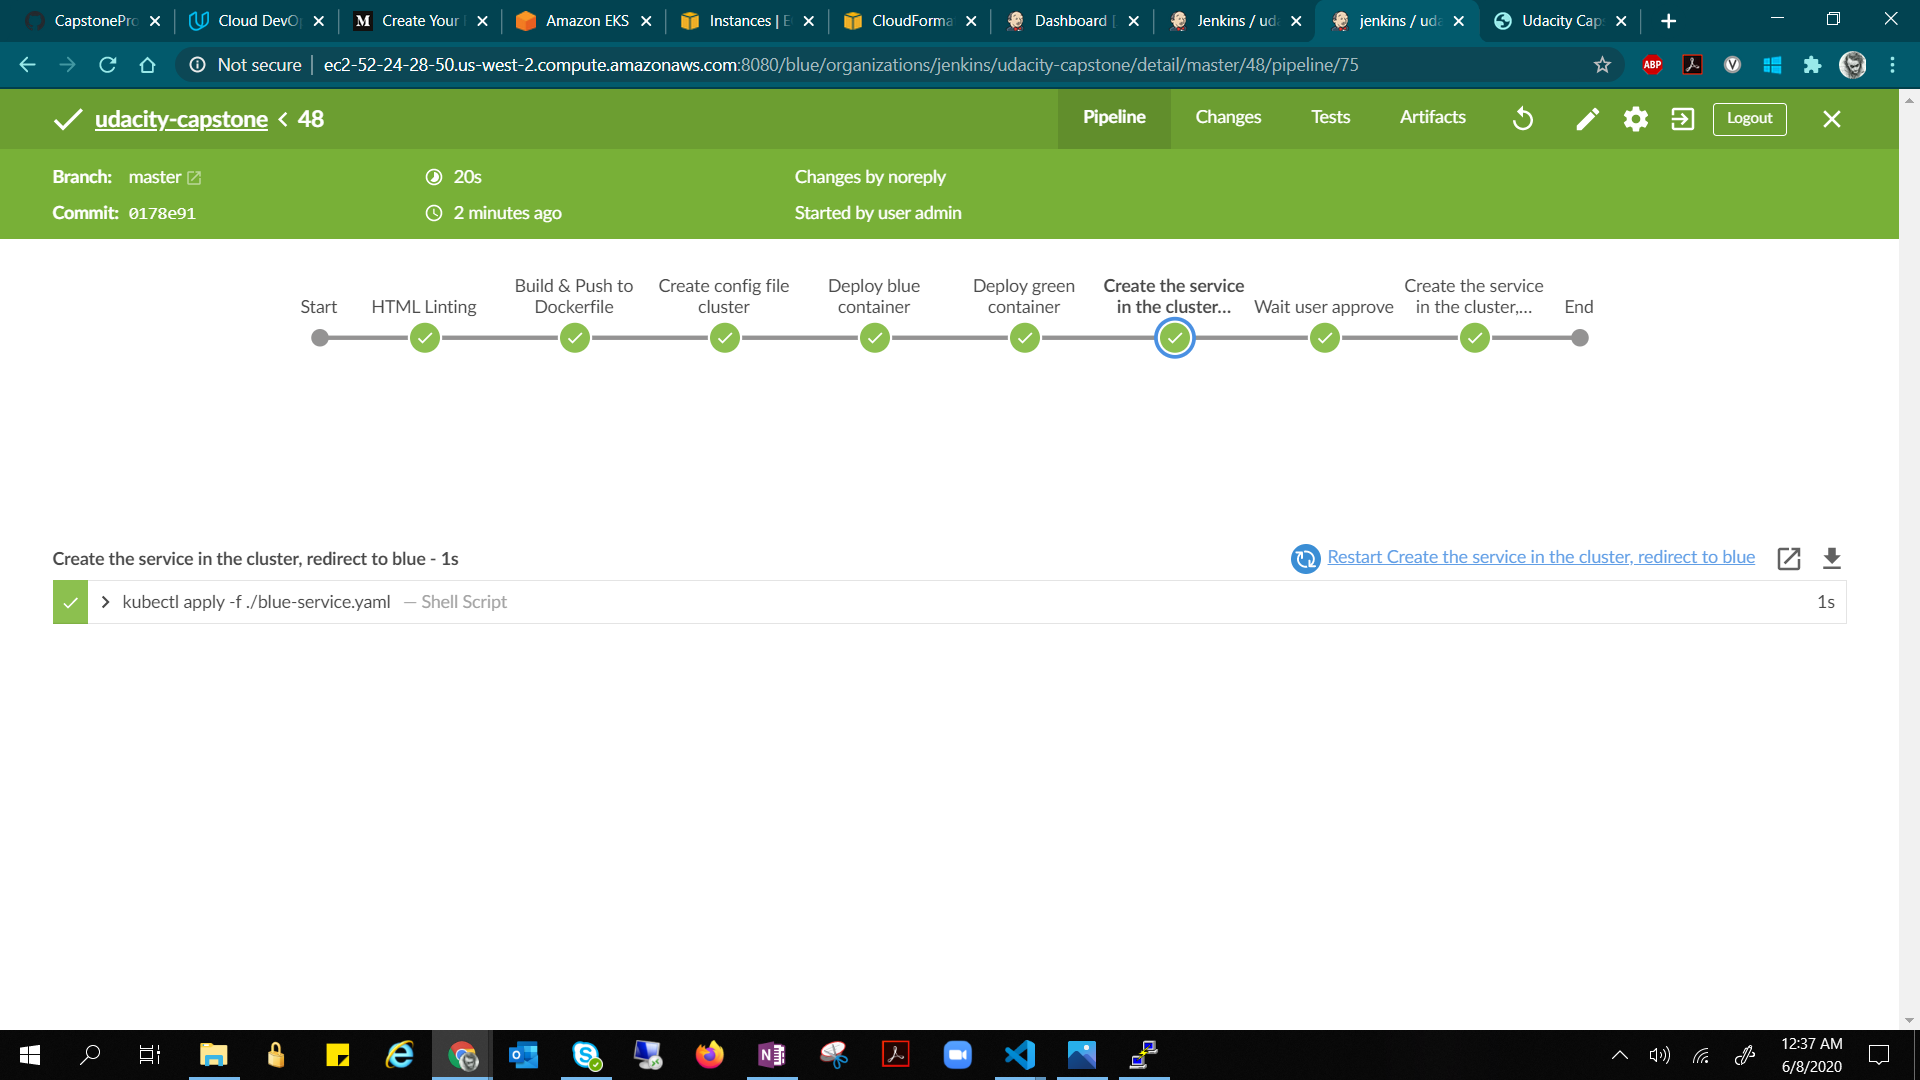 CapstonePro
Cloud DevO
M Create Your
Amazon EKS
Instances | E
CloudForma
Dashboard [
Jenkins / uda
jenkins / uda
Udacity Cap
Not secure
ec2-52-24-28-50.us-west-2.compute.amazonaws.com:8080/blue/organizations/jenkins/udacity-capstone/detail/master/48/pipeline/75
ABP
udacity-capstone < 48
Pipeline
Changes
Tests
Artifacts
Logout
Branch: master
20s
Changes by noreply
Commit: 0178e91
2 minutes ago
Started by user admin
Start
HTML Linting
Build & Push to
Dockerfile
Create config file
cluster
Deploy blue
container
Deploy green
container
Create the service
in the cluster...
Wait user approve
Create the service
in the cluster,...
End
Create the service in the cluster, redirect to blue - 1s
Restart Create the service in the cluster, redirect to blue
kubectl apply -f ./blue-service.yaml — Shell Script
1s
12:37 AM
6/8/2020